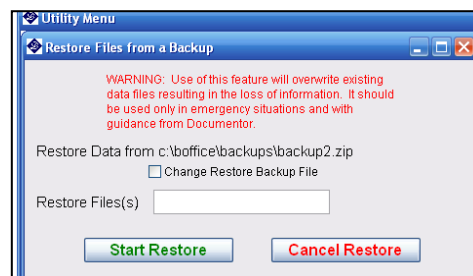 Utility Menu
Restore Files from a Backup
WARNING: Use of this feature will overwrite existing
data files resulting in the loss of information. It should
be used only in emergency situations and with
guidance from Documentor.
Restore Data from c:\boffice\backups\backup2.zip
Change Restore Backup File
Restore Files(s)
Start Restore Cancel Restore